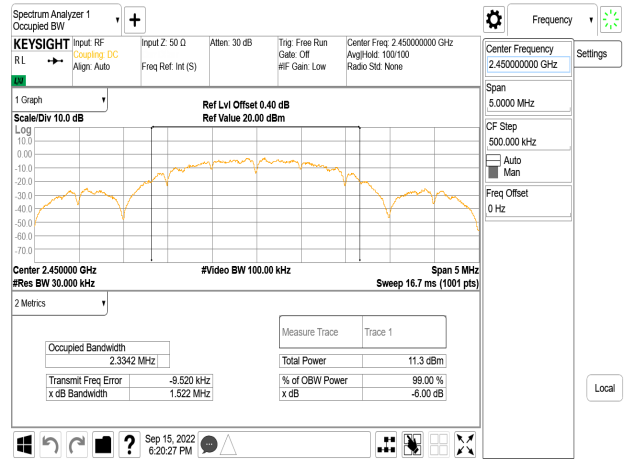 Spectrum Analyzer 1
Occupied BW
Frequency
KEYSIGHT
Input: RF
Input Z: 50 Ω
Atten: 30 dB
Trig: Free Run
Center Freq: 2.450000000 GHz
RL
Coupling: DC
Gate: Off
Avg|Hold: 100/100
Align: Auto
Freq Ref: Int (S)
#IF Gain: Low
Radio Std: None
Center Frequency
2.450000000 GHz
Settings
Span
5.0000 MHz
CF Step
500.000 kHz
Auto
Man
Freq Offset
0 Hz
1 Graph
Ref Lvl Offset 0.40 dB
Scale/Div 10.0 dB
Ref Value 20.00 dBm
Log
10.0
0.00
-10.0
-20.0
-30.0
-40.0
-50.0
-60.0
-70.0
Center 2.450000 GHz
#Video BW 100.00 kHz
Span 5 MHz
#Res BW 30.000 kHz
Sweep 16.7 ms (1001 pts)
2 Metrics
Measure Trace
Trace 1
Occupied Bandwidth
2.3342 MHz
Total Power
11.3 dBm
Transmit Freq Error
-9.520 kHz
% of OBW Power
99.00 %
x dB Bandwidth
1.522 MHz
x dB
-6.00 dB
Local
Sep 15, 2022
6:20:27 PM